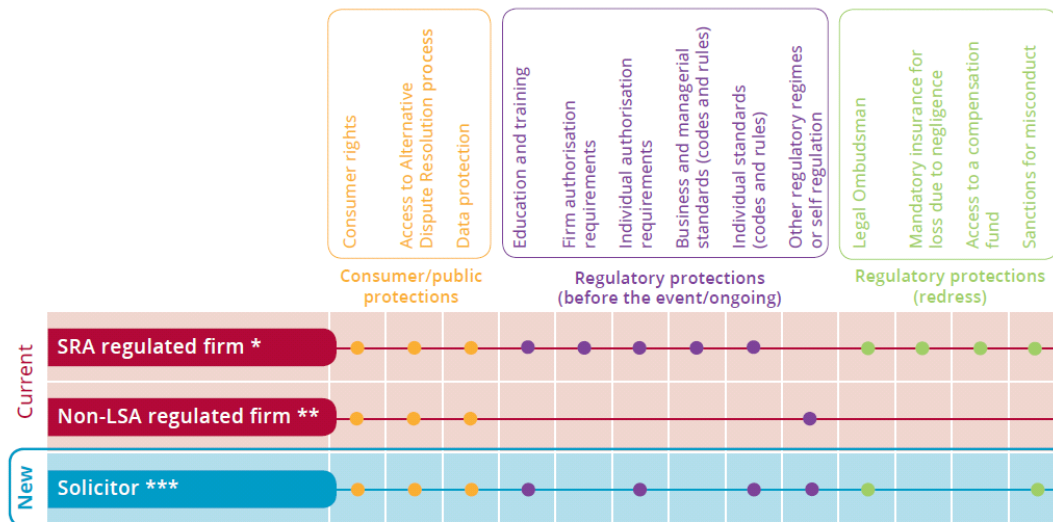 Consumer rights
Access to Alternative
Dispute Resolution process
Data protection
Education and training
Firm authorisation
requirements
Individual authorisation
requirements
Business and managerial
standards (codes and rules)
Individual standards
(codes and rules)
Other regulatory regimes
or self regulation
Legal Ombudsman
Mandatory insurance for
loss due to negligence
Access to a compensation
fund
Sanctions for misconduct
Consumer/public
protections
Regulatory protections
(before the event/ongoing)
Regulatory protections
(redress)
Current
SRA regulated firm *
Non-LSA regulated firm **
New
Solicitor ***